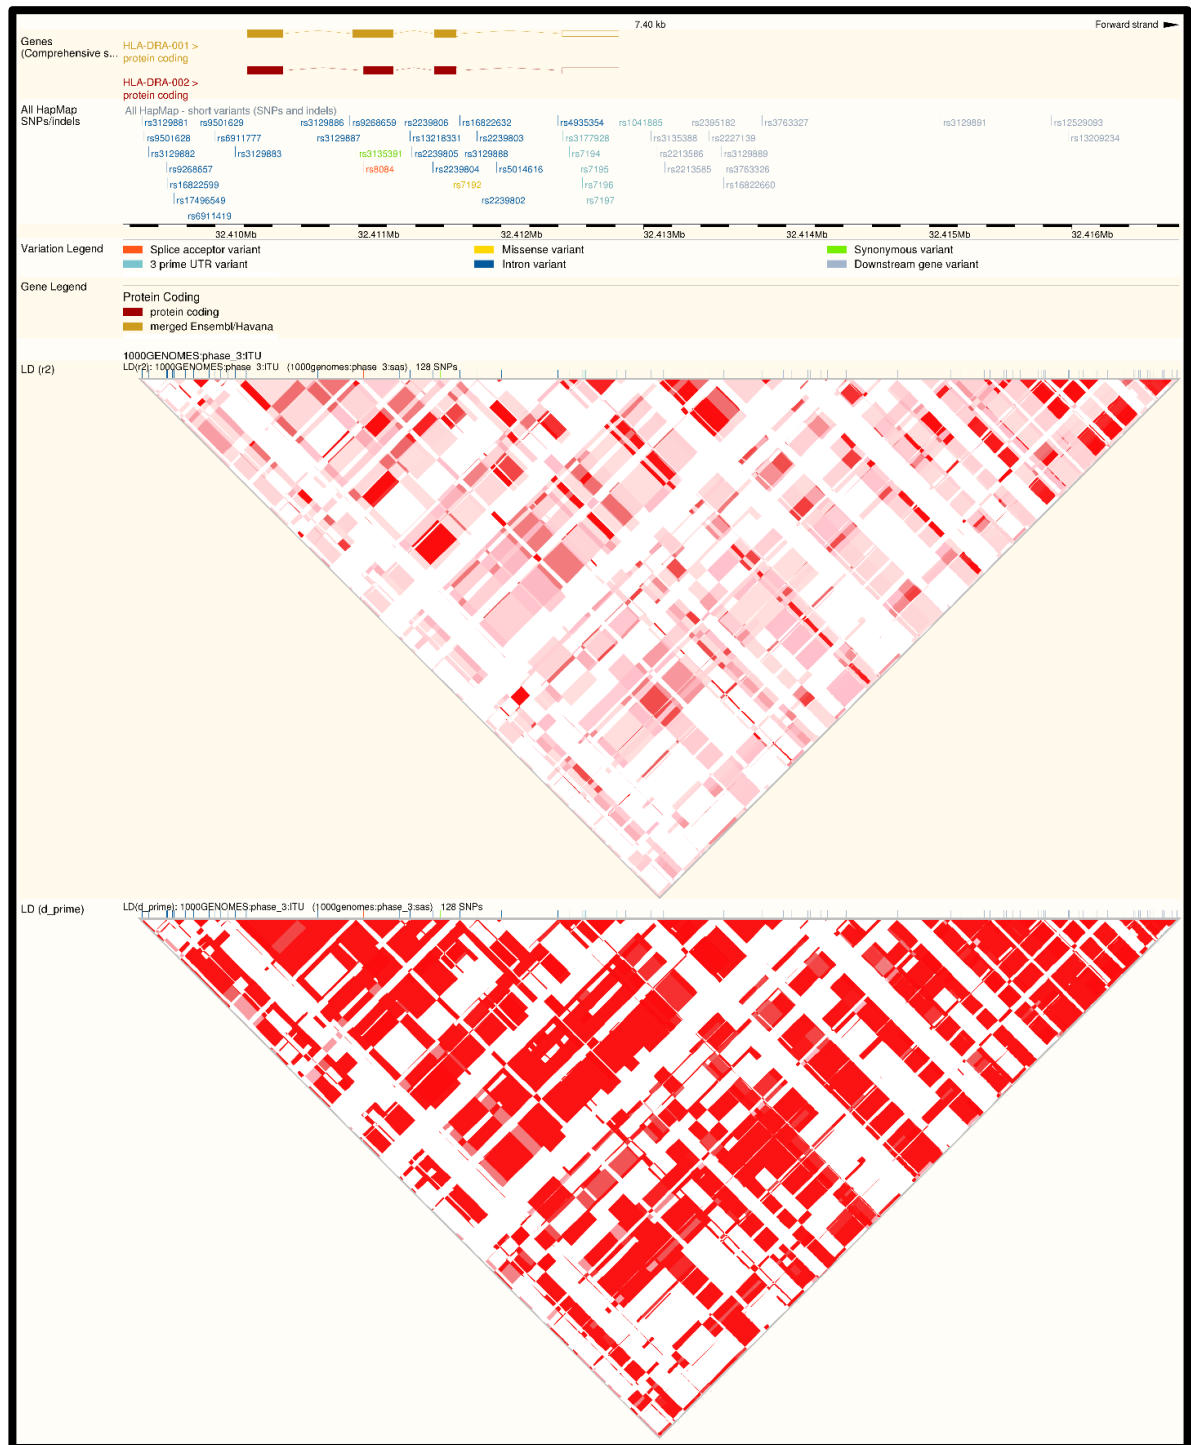 7.40 kb
Forward strand
Genes
(Comprehensive s...
HLA-DRA-001 >
protein coding
HLA-DRA-002 >
protein coding
All HapMap
SNPs/indels
All HapMap - short variants (SNPs and indels)
rs3129881 rs9501629 rs3129886 rs9268659 rs2239806 rs16822632 rs4935354 rs1041885 rs2395182 rs3763327 rs3129891 rs12529093
rs9501628 rs6911777 rs3129887 rs13218331 rs2239803 rs3177928 rs3135388 rs2227139 rs13209234
rs3129882 rs3129883 rs3135391 rs2239805 rs3129888 rs7194 rs2213586 rs3129889
rs9268657 rs8084 rs2239804 rs5014616 rs7195 rs2213585 rs3763326
rs16822599 rs7192 rs7196 rs16822660
rs17496549 rs2239802 rs7197
rs6911419
32.410Mb 32.411Mb 32.412Mb 32.413Mb 32.414Mb 32.415Mb 32.416Mb
Variation Legend
Splice acceptor variant Missense variant Synonymous variant
3 prime UTR variant Intron variant Downstream gene variant
Gene Legend
Protein Coding
protein coding
merged Ensembl/Havana
1000GENOMES:phase_3:ITU
LD (r2)
LD(r2): 1000GENOMES:phase_3:ITU (1000genomes:phase_3:sas) 128 SNPs
LD (d_prime)
LD(d_prime): 1000GENOMES:phase_3:ITU (1000genomes:phase_3:sas) 128 SNPs